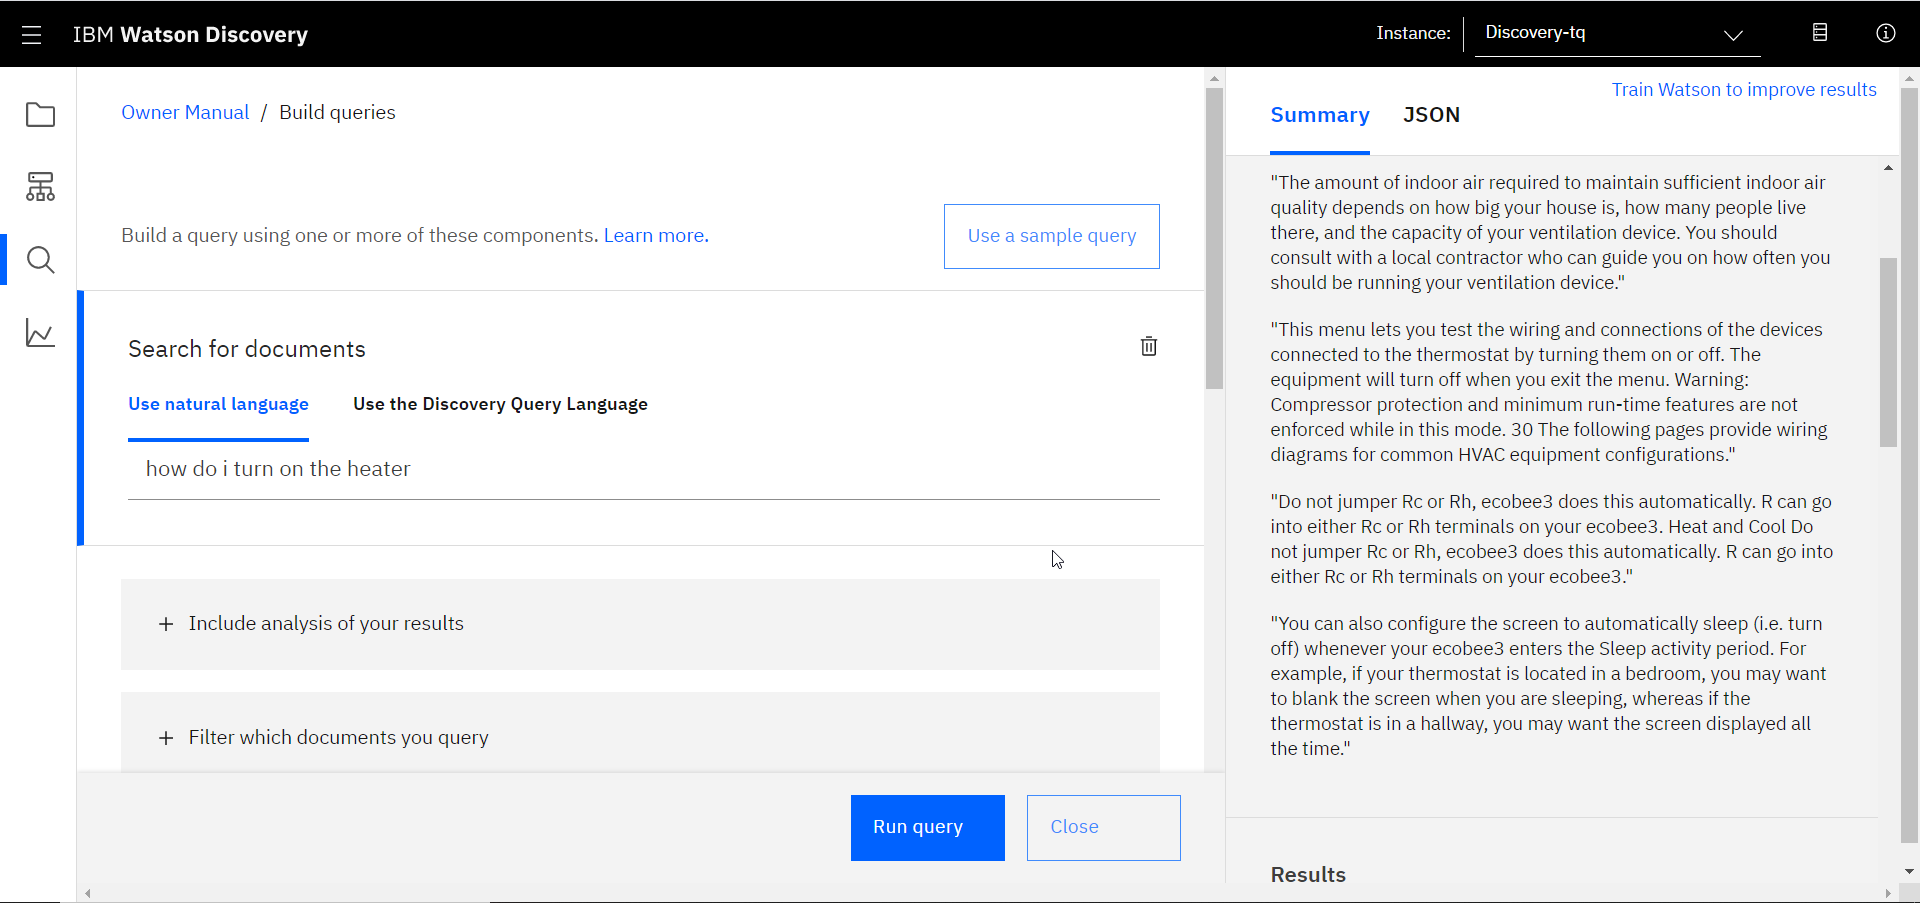 IBM Watson Discovery
Instance:
Discovery-tq
Owner Manual / Build queries
Build a query using one or more of these components. Learn more.
Use a sample query
Search for documents
Use natural language
Use the Discovery Query Language
how do i turn on the heater
+ Include analysis of your results
+ Filter which documents you query
Run query
Close
Train Watson to improve results
Summary
JSON
"The amount of indoor air required to maintain sufficient indoor air
quality depends on how big your house is, how many people live
there, and the capacity of your ventilation device. You should
consult with a local contractor who can guide you on how often you
should be running your ventilation device."
"This menu lets you test the wiring and connections of the devices
connected to the thermostat by turning them on or off. The
equipment will turn off when you exit the menu. Warning:
Compressor protection and minimum run-time features are not
enforced while in this mode. 30 The following pages provide wiring
diagrams for common HVAC equipment configurations."
"Do not jumper Rc or Rh, ecobee3 does this automatically. R can go
into either Rc or Rh terminals on your ecobee3. Heat and Cool Do
not jumper Rc or Rh, ecobee3 does this automatically. R can go into
either Rc or Rh terminals on your ecobee3."
"You can also configure the screen to automatically sleep (i.e. turn
off) whenever your ecobee3 enters the Sleep activity period. For
example, if your thermostat is located in a bedroom, you may want
to blank the screen when you are sleeping, whereas if the
thermostat is in a hallway, you may want the screen displayed all
the time."
Results